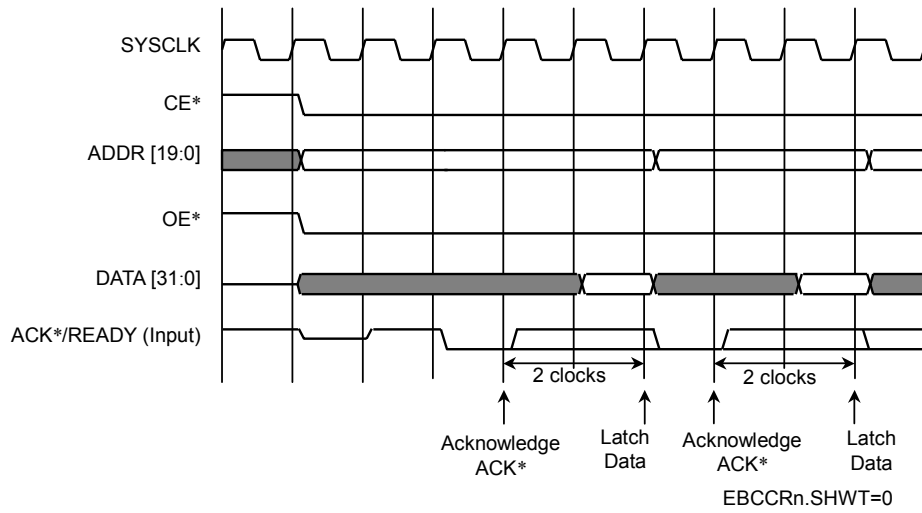 SYSCLK
CE*
ADDR [19:0]
OE*
DATA [31:0]
ACK*/READY (Input)
2 clocks
2 clocks
Acknowledge
ACK*
Latch
Data
Acknowledge
ACK*
Latch
Data
EBCCRn.SHWT=0